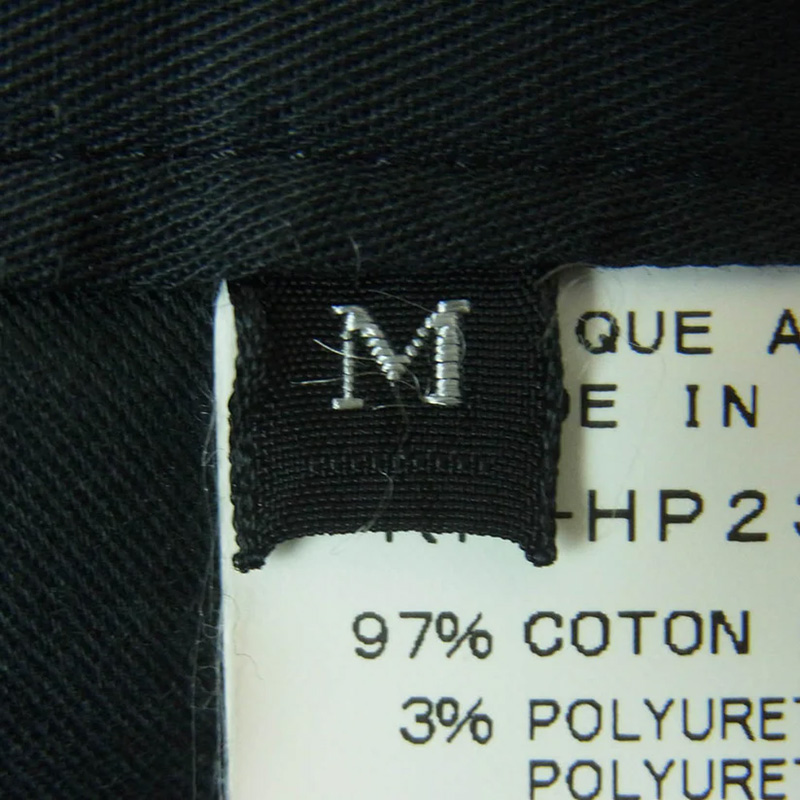 M
QUE A
E IN
-HP23
97% COTON
3% POLYURET
POLYURET